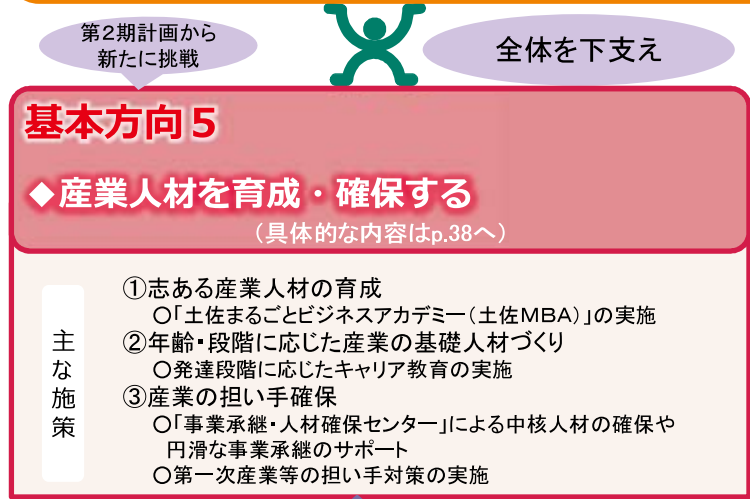 第2期計画から
新たに挑戦
全体を下支え
基本方向5
◆産業人材を育成・確保する
(具体的な内容はp.38へ)
主な施策
①志ある産業人材の育成
○「土佐まるごとビジネスアカデミー(土佐MBA)」の実施
②年齢・段階に応じた産業の基礎人材づくり
○発達段階に応じたキャリア教育の実施
③産業の担い手確保
○「事業承継・人材確保センター」による中核人材の確保や
円滑な事業承継のサポート
○第一次産業等の担い手対策の実施